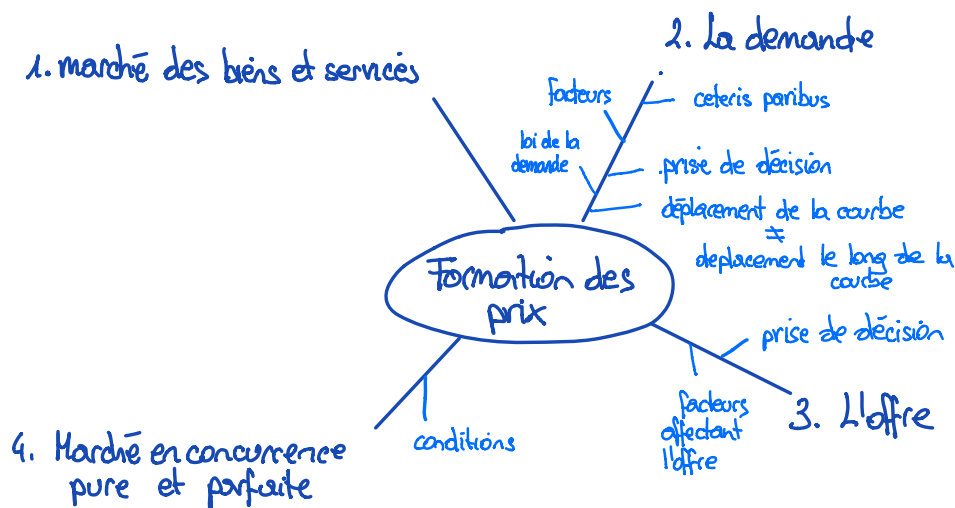 1. marché des biens et services
2. La demande
facteurs
ceteris paribus
loi de la
demande
prise de décision
déplacement de la courbe
≠
deplacement le long de la
courbe
Formation des
prix
prise de décision
3. L'offre
facteurs
affectant
l'offre
conditions
4. Marché en concurrence
pure et parfaite